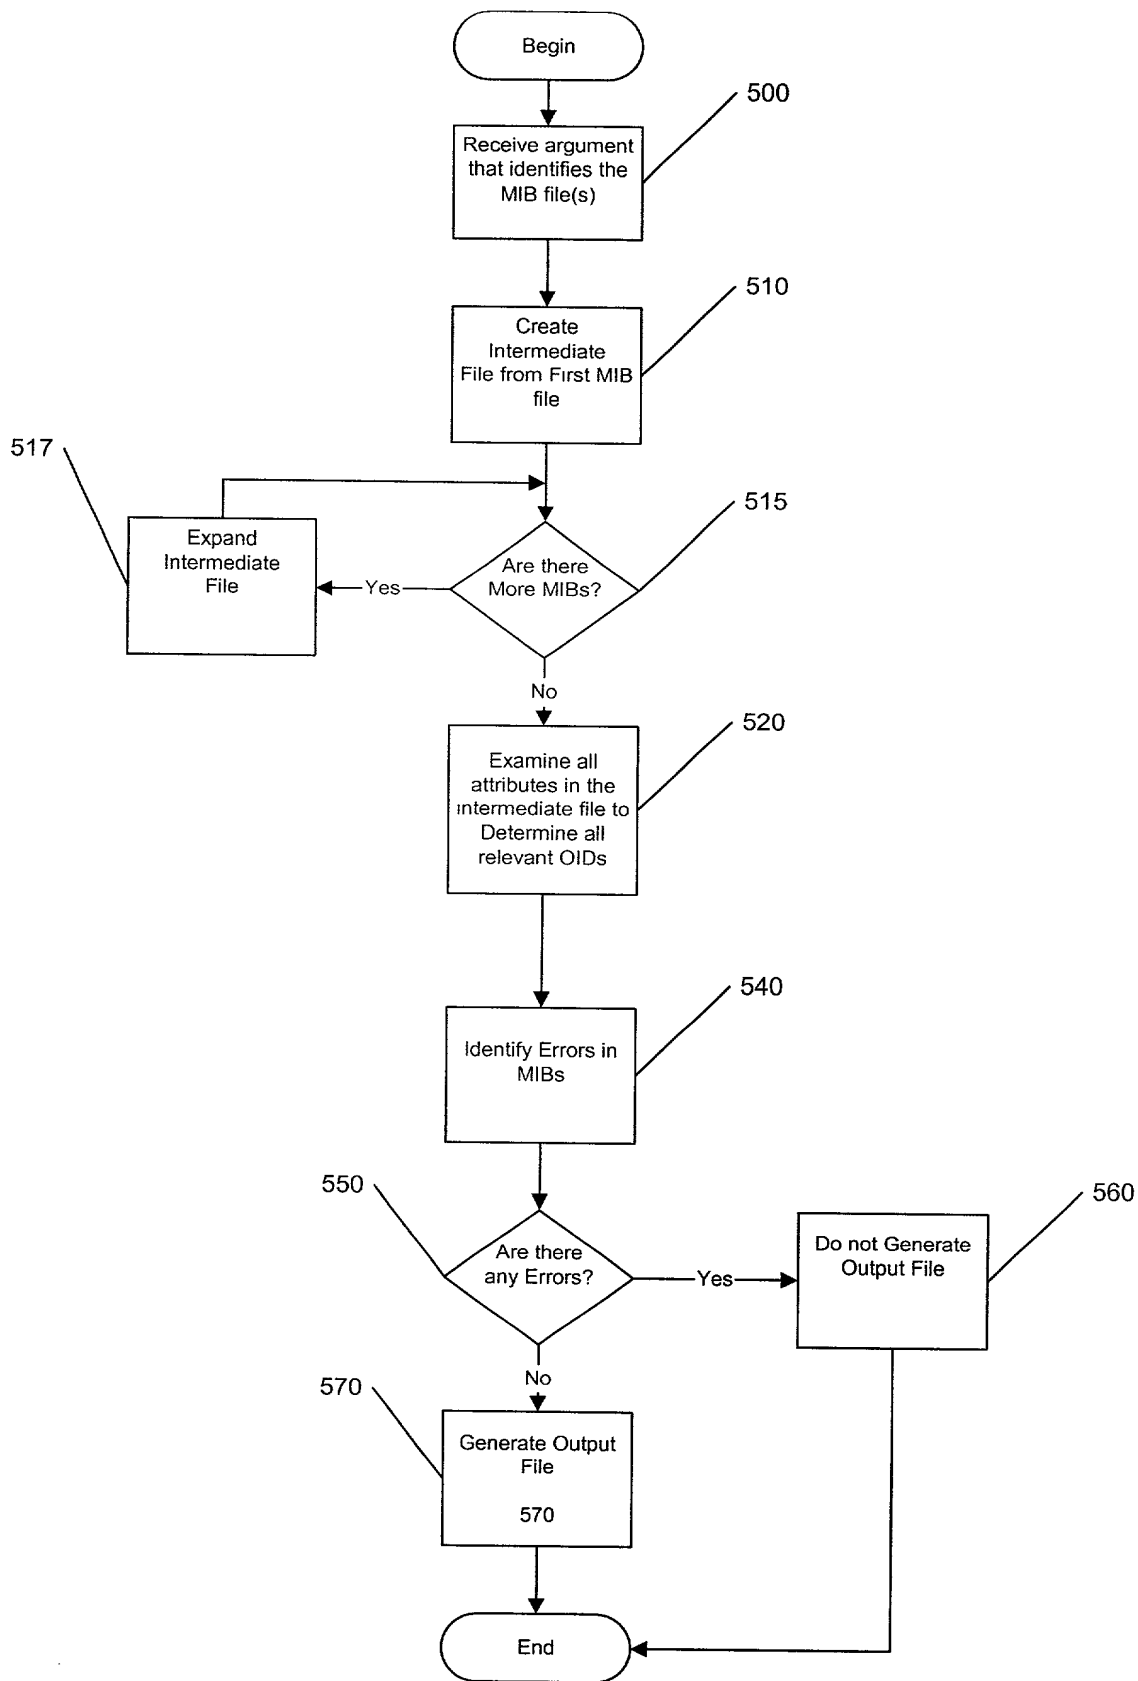 Begin
500
Receive argument
that identifies the
MIB file(s)
510
Create
Intermediate
File from First MIB
file
517
Expand
Intermediate
File
515
Are there
More MIBs?
Yes
No
520
Examine all
attributes in the
intermediate file to
Determine all
relevant OIDs
540
Identify Errors in
MIBs
550
Are there
any Errors?
Yes
560
Do not Generate
Output File
No
570
Generate Output
File
570
End